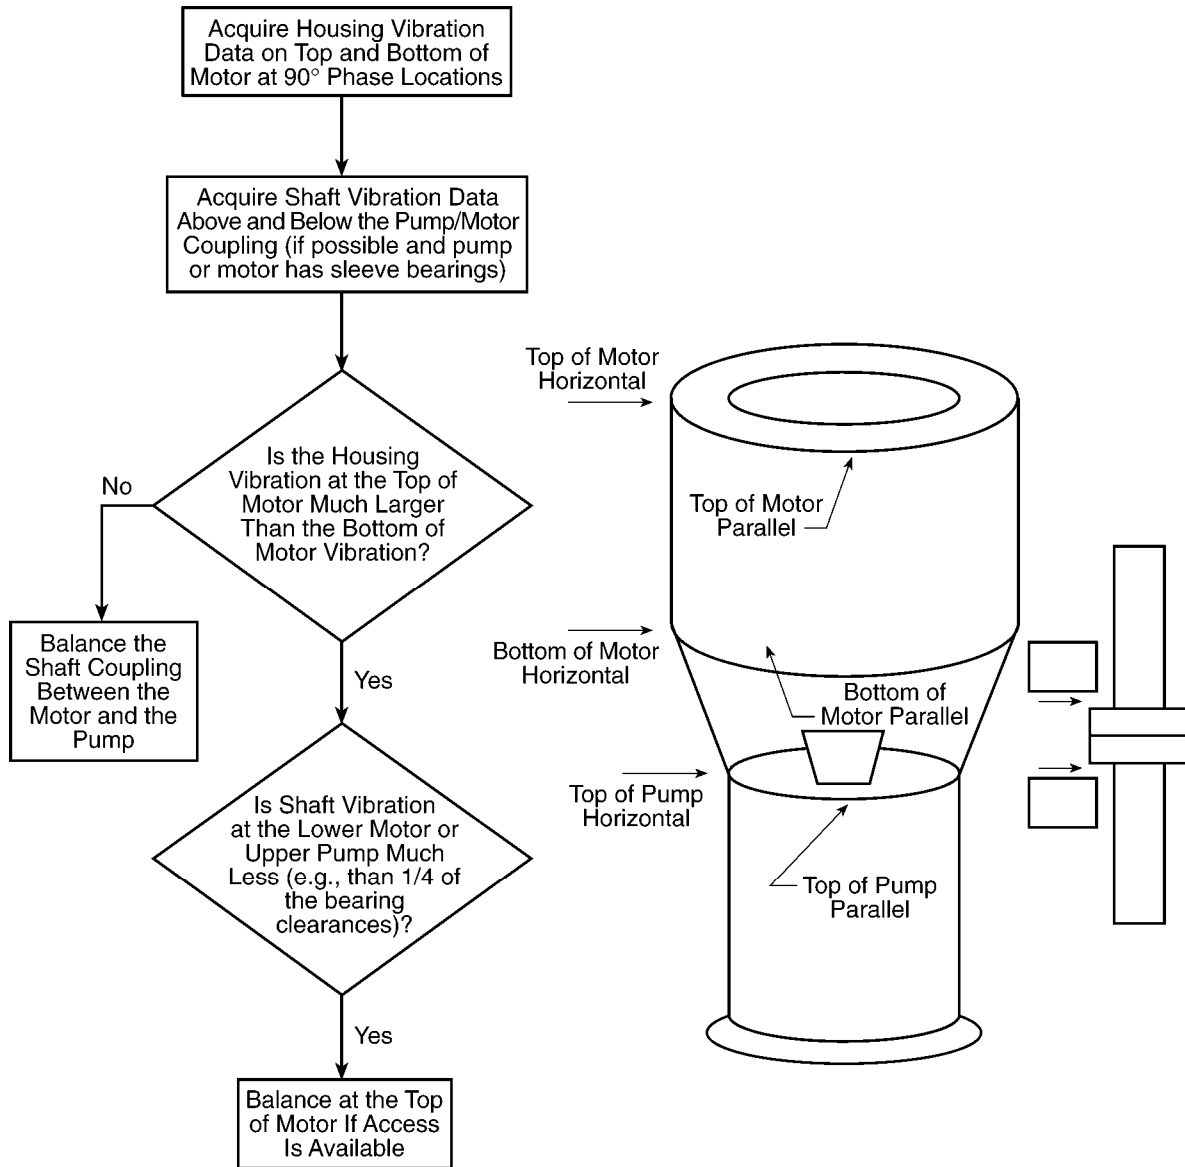 Acquire Housing Vibration
Data on Top and Bottom of
Motor at 90° Phase Locations
Acquire Shaft Vibration Data
Above and Below the Pump/Motor
Coupling (if possible and pump
or motor has sleeve bearings)
Is the Housing
Vibration at the Top of
Motor Much Larger
Than the Bottom of
Motor Vibration?
No
Balance the
Shaft Coupling
Between the
Motor and the
Pump
Yes
Is Shaft Vibration
at the Lower Motor or
Upper Pump Much
Less (e.g., than 1/4 of
the bearing
clearances)?
Yes
Balance at the Top
of Motor If Access
Is Available
Top of Motor
Horizontal
Top of Motor
Parallel
Bottom of Motor
Horizontal
Bottom of
Motor Parallel
Top of Pump
Horizontal
Top of Pump
Parallel